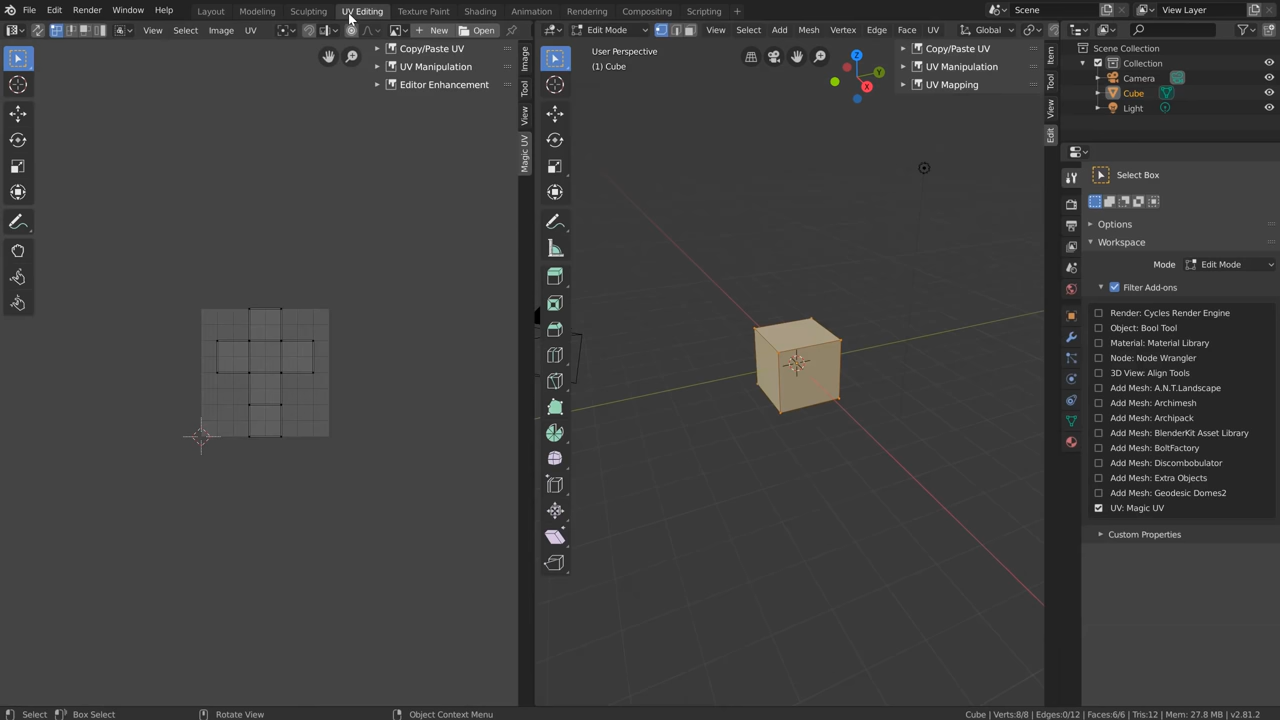 File Edit Render Window Help Layout Modeling Sculpting UV Editing Texture Paint Shading Animation Rendering Compositing Scripting + Scene View Layer
View Select Image UV New Open
Edit Mode View Select Add Mesh Vertex Edge Face UV Global
Copy/Paste UV
UV Manipulation
Editor Enhancement
Image
Tool
View
Magic UV
User Perspective
(1) Cube
Z
Y
X
Copy/Paste UV
UV Manipulation
UV Mapping
Item
Tool
View
Edit
Scene Collection
Collection
Camera
Cube
Light
Select Box
Options
Workspace
Mode Edit Mode
Filter Add-ons
Render: Cycles Render Engine
Object: Bool Tool
Material: Material Library
Node: Node Wrangler
3D View: Align Tools
Add Mesh: A.N.T.Landscape
Add Mesh: Archimesh
Add Mesh: Archipack
Add Mesh: BlenderKit Asset Library
Add Mesh: BoltFactory
Add Mesh: Discombobulator
Add Mesh: Extra Objects
Add Mesh: Geodesic Domes2
UV: Magic UV
Custom Properties
Select Box Select Rotate View Object Context Menu Cube | Verts:8/8 | Edges:0/12 | Faces:6/6 | Tris:12 | Mem: 27.8 MB | v2.81.2